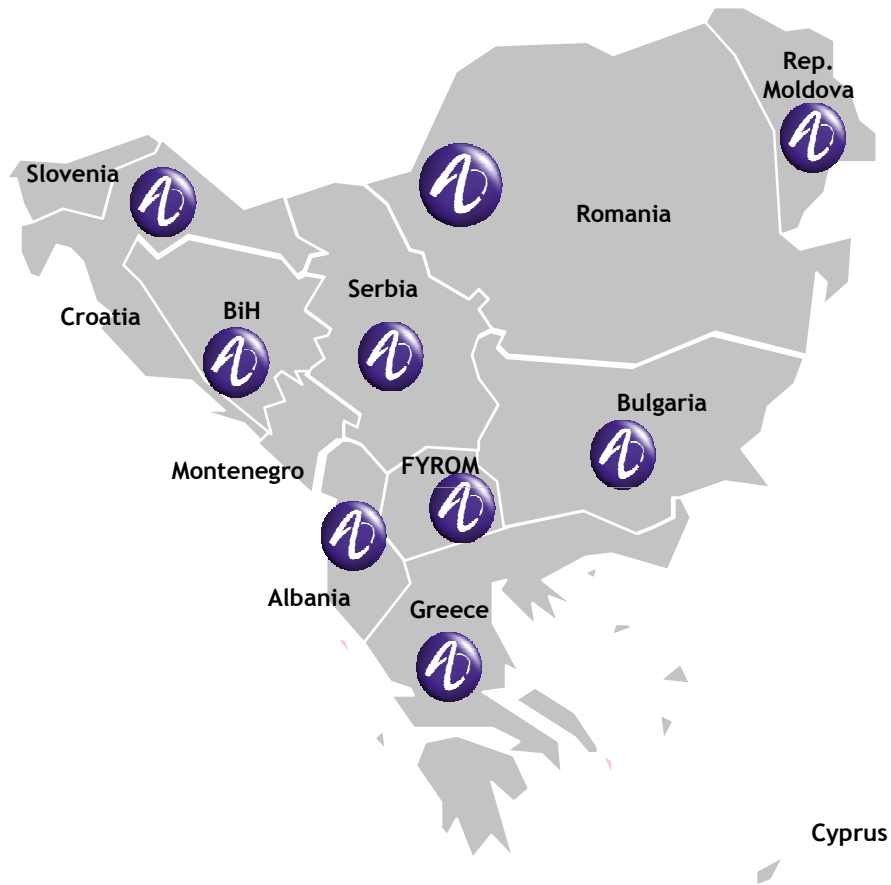 Rep.
Moldova
Slovenia
Romania
Serbia
BiH
Croatia
Bulgaria
FYROM
Montenegro
Albania
Greece
Cyprus